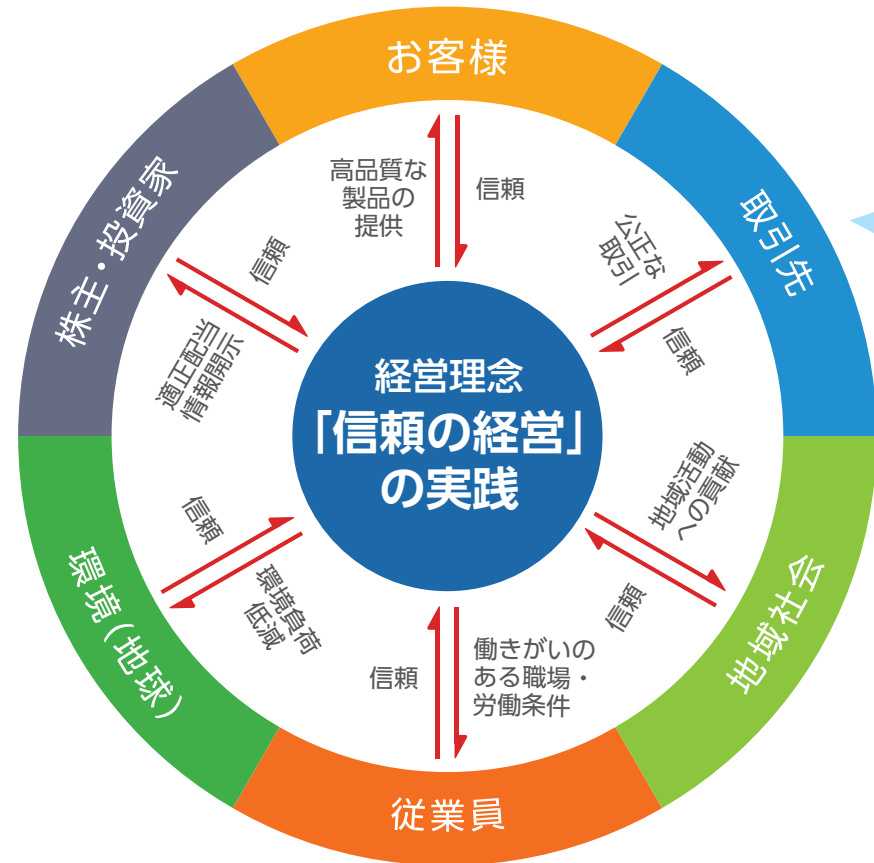 お客様
高品質な
製品の
提供
信頼
取引先
公正な
取引
信頼
株主・投資家
信頼
適正配当
情報開示
経営理念
「信頼の経営」
の実践
地域社会
地域活動
への貢献
信頼
環境(地球)
信頼
環境負荷
低減
信頼
働きがいの
ある職場・
労働条件
従業員